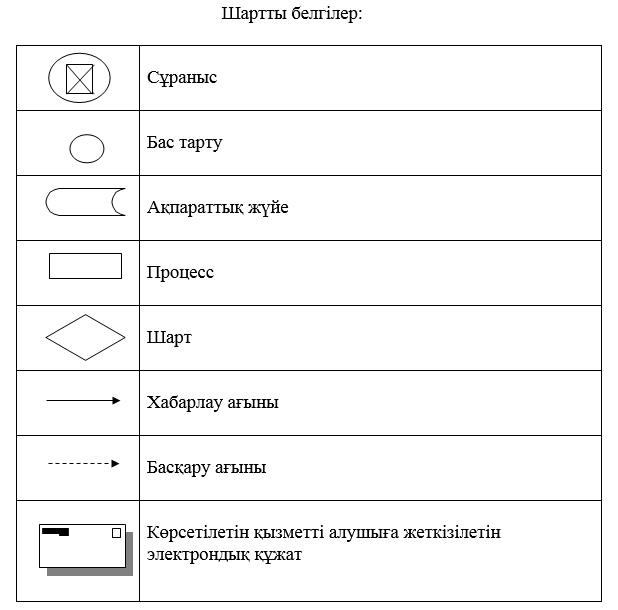 Шартты белгілер:
Сұраныс
Бас тарту
Ақпараттық жүйе
Процесс
Шарт
Хабарлау ағыны
Басқару ағыны
Көрсетілетін қызметті алушыға жеткізілетін
электрондық құжат